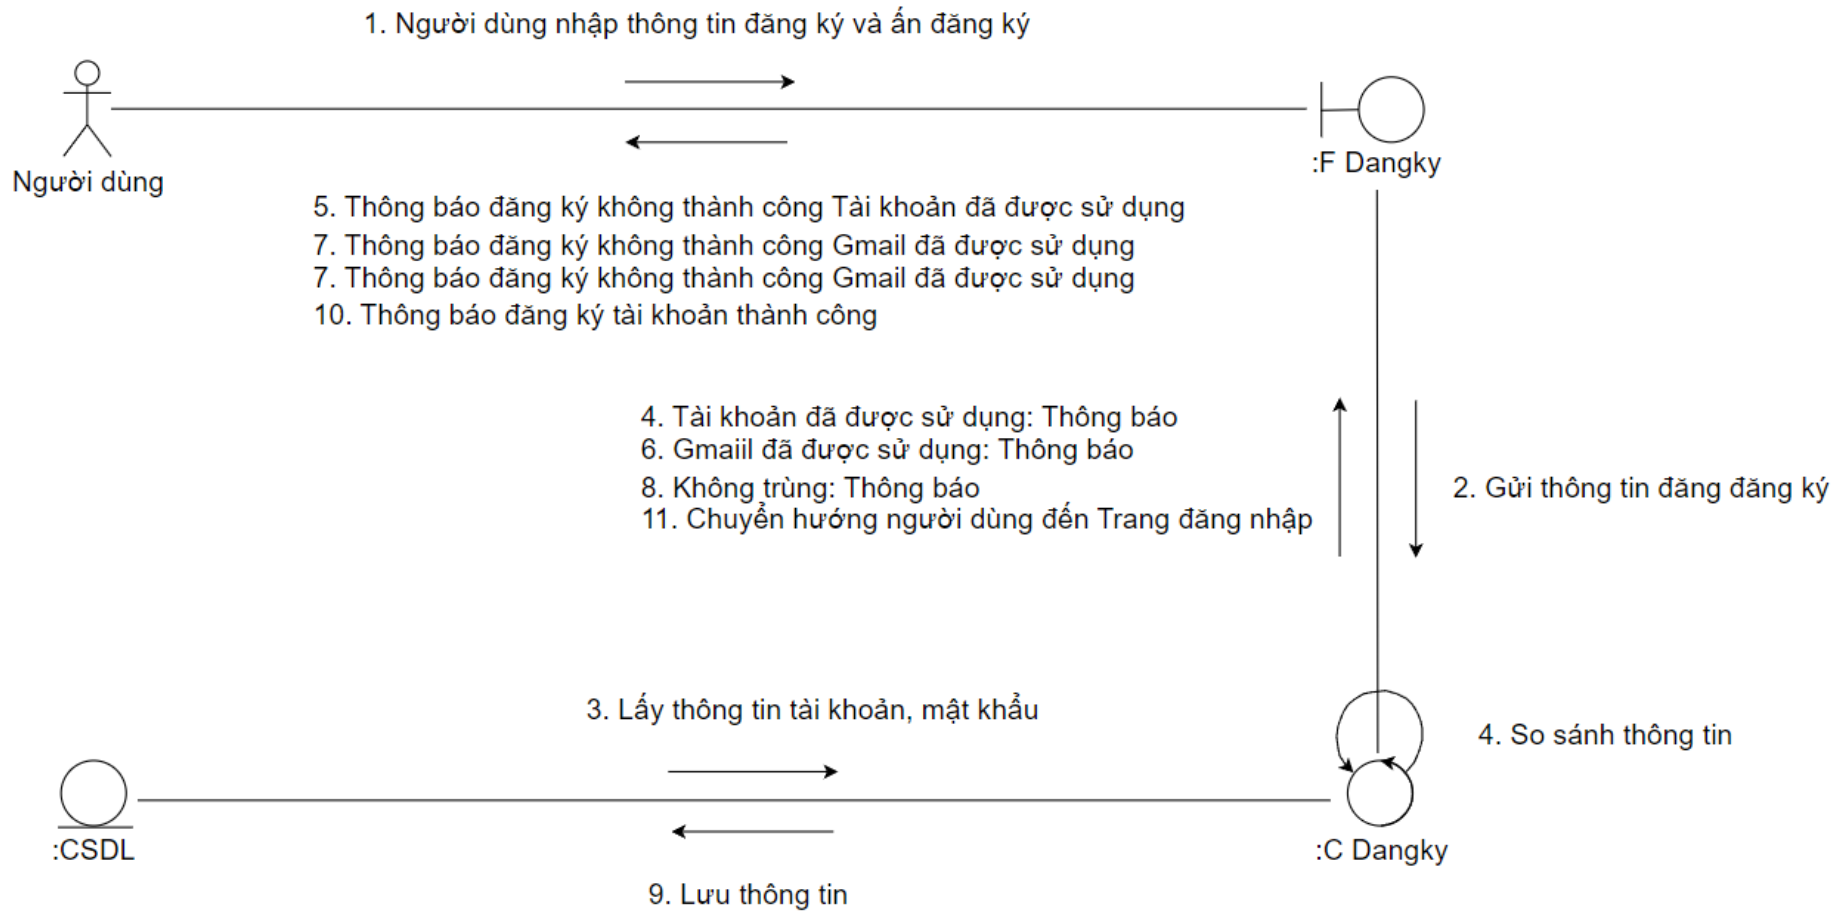 1. Người dùng nhập thông tin đăng ký và ấn đăng ký
Người dùng
:F Dangky
5. Thông báo đăng ký không thành công Tài khoản đã được sử dụng
7. Thông báo đăng ký không thành công Gmail đã được sử dụng
7. Thông báo đăng ký không thành công Gmail đã được sử dụng
10. Thông báo đăng ký tài khoản thành công
4. Tài khoản đã được sử dụng: Thông báo
6. Gmaiil đã được sử dụng: Thông báo
8. Không trùng: Thông báo
11. Chuyển hướng người dùng đến Trang đăng nhập
2. Gửi thông tin đăng đăng ký
3. Lấy thông tin tài khoản, mật khẩu
4. So sánh thông tin
:CSDL
:C Dangky
9. Lưu thông tin